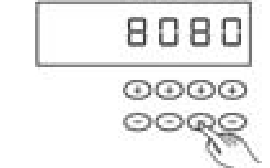 8080
+ + + +
- - - -